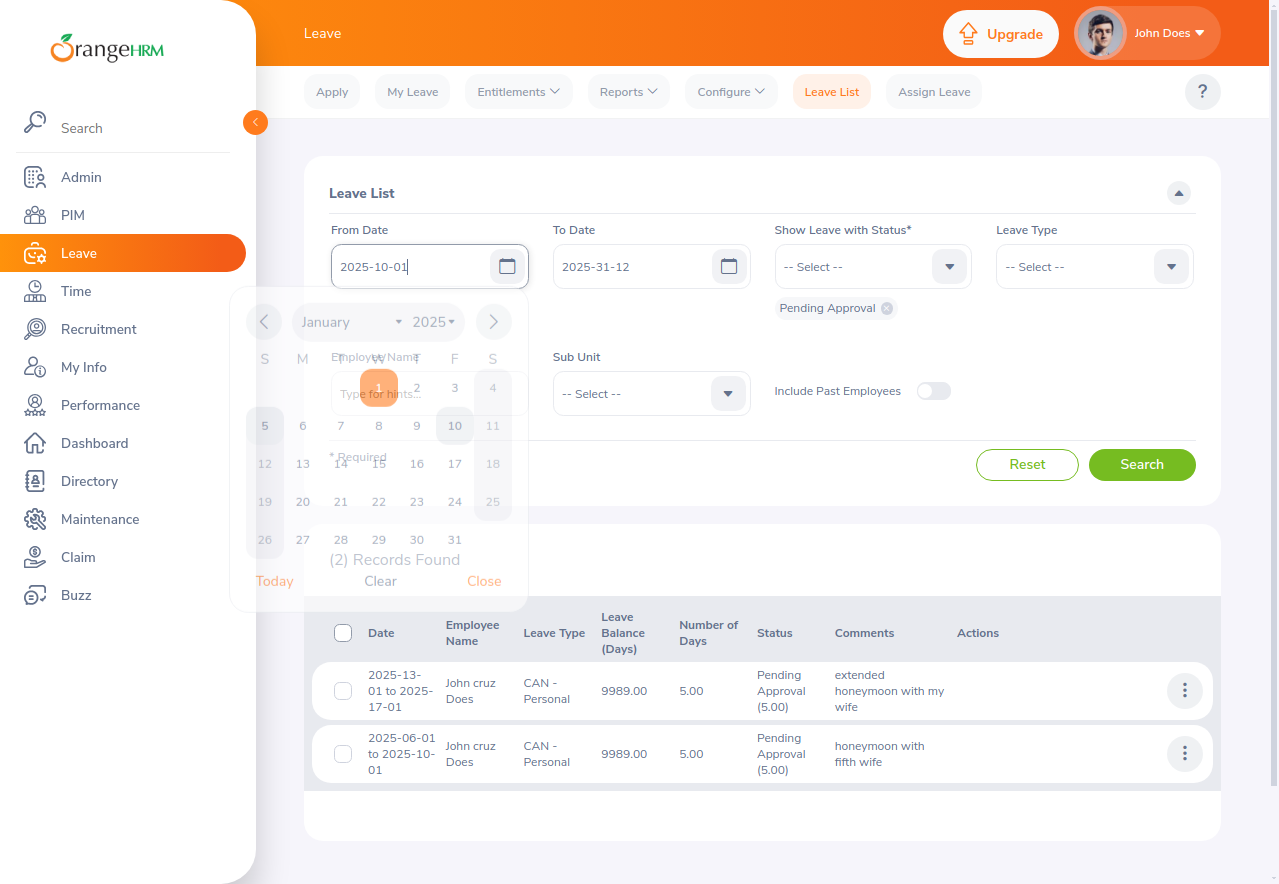 OrangeHRM
Leave
Upgrade
John Does
Apply
My Leave
Entitlements
Reports
Configure
Leave List
Assign Leave
?
Search
Admin
PIM
Leave
Time
Recruitment
My Info
Performance
Dashboard
Directory
Maintenance
Claim
Buzz
Leave List
From Date
To Date
Show Leave with Status*
Leave Type
2025-10-01
2025-31-12
-- Select --
-- Select --
Pending Approval
January
2025
S M T W T F S
1 2 3 4
5 6 7 8 9 10 11
12 13 14 15 16 17 18
19 20 21 22 23 24 25
26 27 28 29 30 31
Today
Clear
Close
Employee Name
Type for hints...
Sub Unit
-- Select --
Include Past Employees
* Required
Reset
Search
(2) Records Found
Date
Employee
Name
Leave Type
Leave
Balance
(Days)
Number of
Days
Status
Comments
Actions
2025-13-
01 to 2025-
17-01
John cruz
Does
CAN -
Personal
9989.00
5.00
Pending
Approval
(5.00)
extended
honeymoon with my
wife
2025-06-01
to 2025-10-
01
John cruz
Does
CAN -
Personal
9989.00
5.00
Pending
Approval
(5.00)
honeymoon with
fifth wife